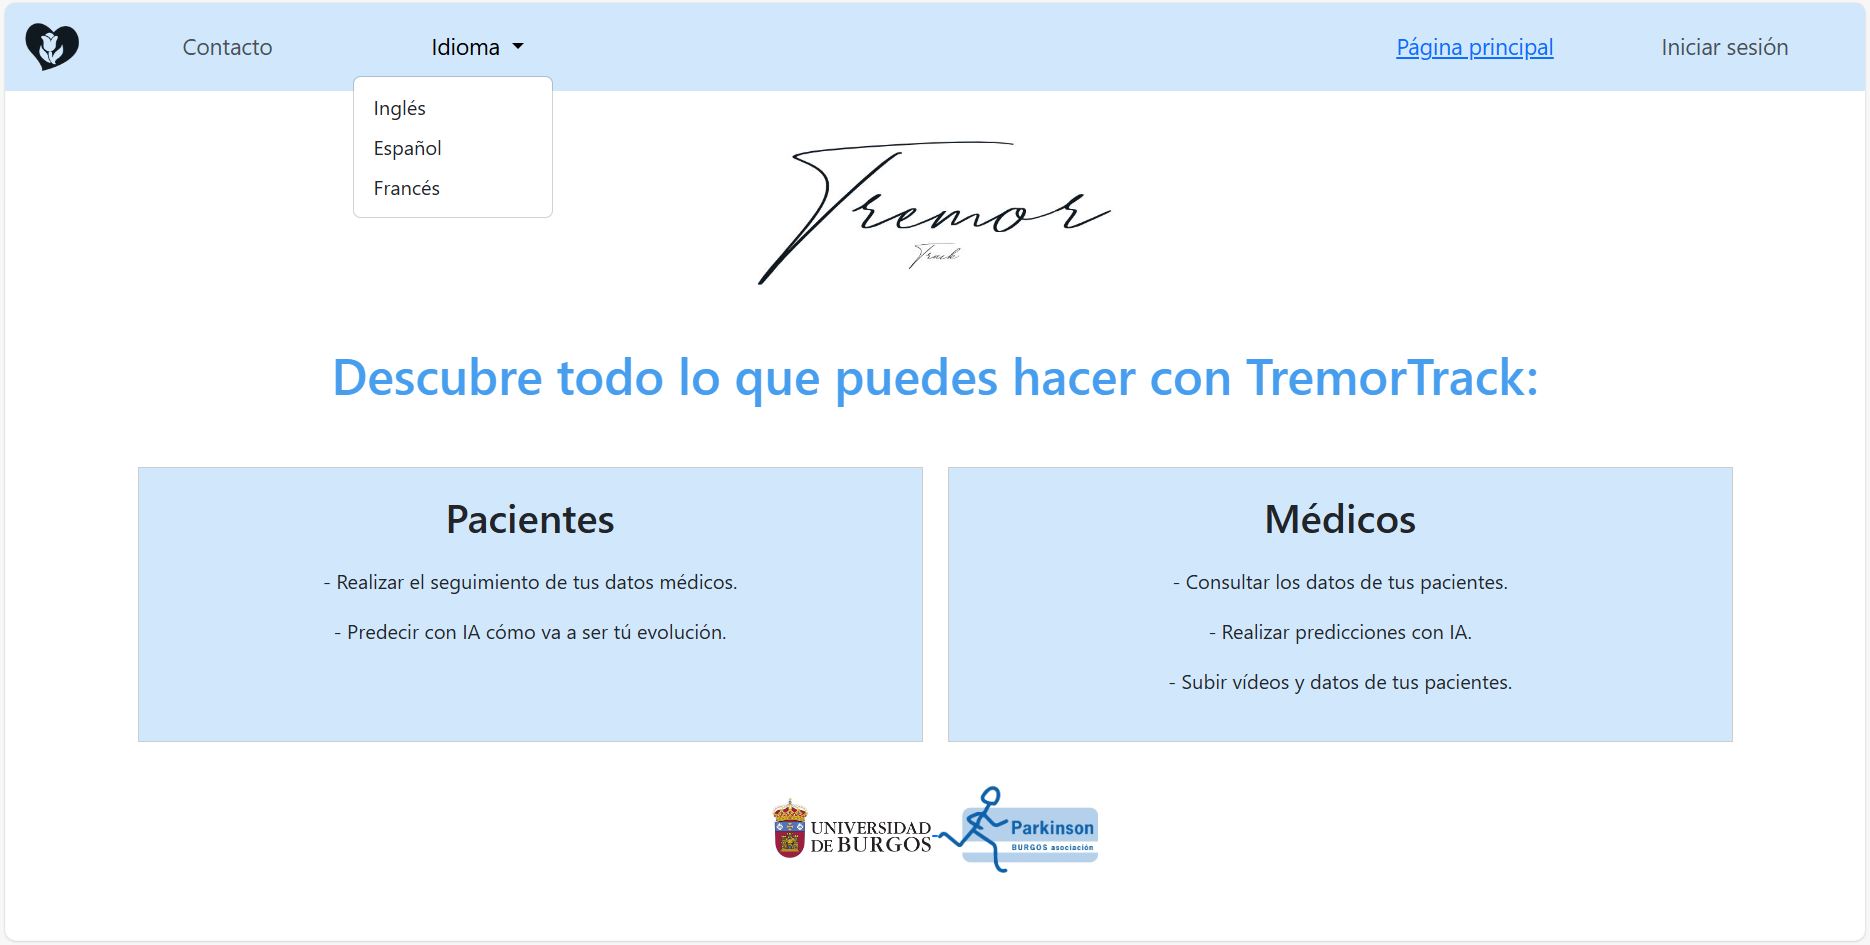 Contacto
Idioma
Página principal
Iniciar sesión
Inglés
Español
Francés
Tremor
Track
Descubre todo lo que puedes hacer con TremorTrack:
Pacientes
- Realizar el seguimiento de tus datos médicos.
- Predecir con IA cómo va a ser tú evolución.
Médicos
- Consultar los datos de tus pacientes.
- Realizar predicciones con IA.
- Subir vídeos y datos de tus pacientes.
UNIVERSIDAD
DE BURGOS
Parkinson
BURGOS asociación